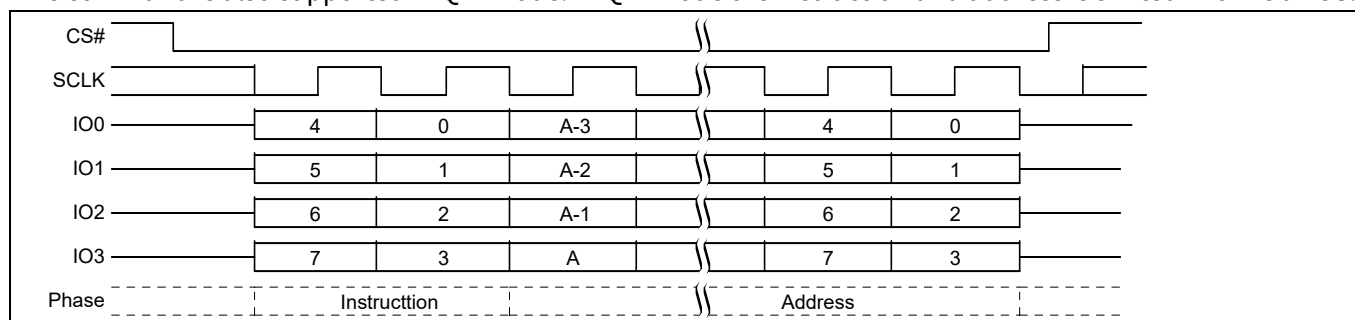 CS#
SCLK
IO0 4 0 A-3 4 0
IO1 5 1 A-2 5 1
IO2 6 2 A-1 6 2
IO3 7 3 A 7 3
Phase Instructtion Address